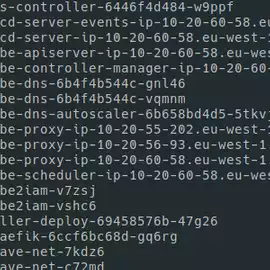 s-controller-6446f4d484-w9ppf
cd-server-events-ip-10-20-60-58.e
cd-server-ip-10-20-60-58.eu-west-1
be-apiserver-ip-10-20-60-58.eu-wes
be-controller-manager-ip-10-20-60-
be-dns-6b4f4b544c-gnl46
be-dns-6b4f4b544c-vqmnm
be-dns-autoscaler-6b658bd4d5-5tkvj
be-proxy-ip-10-20-55-202.eu-west-1
be-proxy-ip-10-20-56-93.eu-west-1.
be-proxy-ip-10-20-60-58.eu-west-1.
be-scheduler-ip-10-20-60-58.eu-wes
be2iam-v7zsj
be2iam-vshc6
ller-deploy-69458576b-47g26
aefik-6ccf6bc68d-gq6rg
ave-net-7kdz6
ave-net-c72md